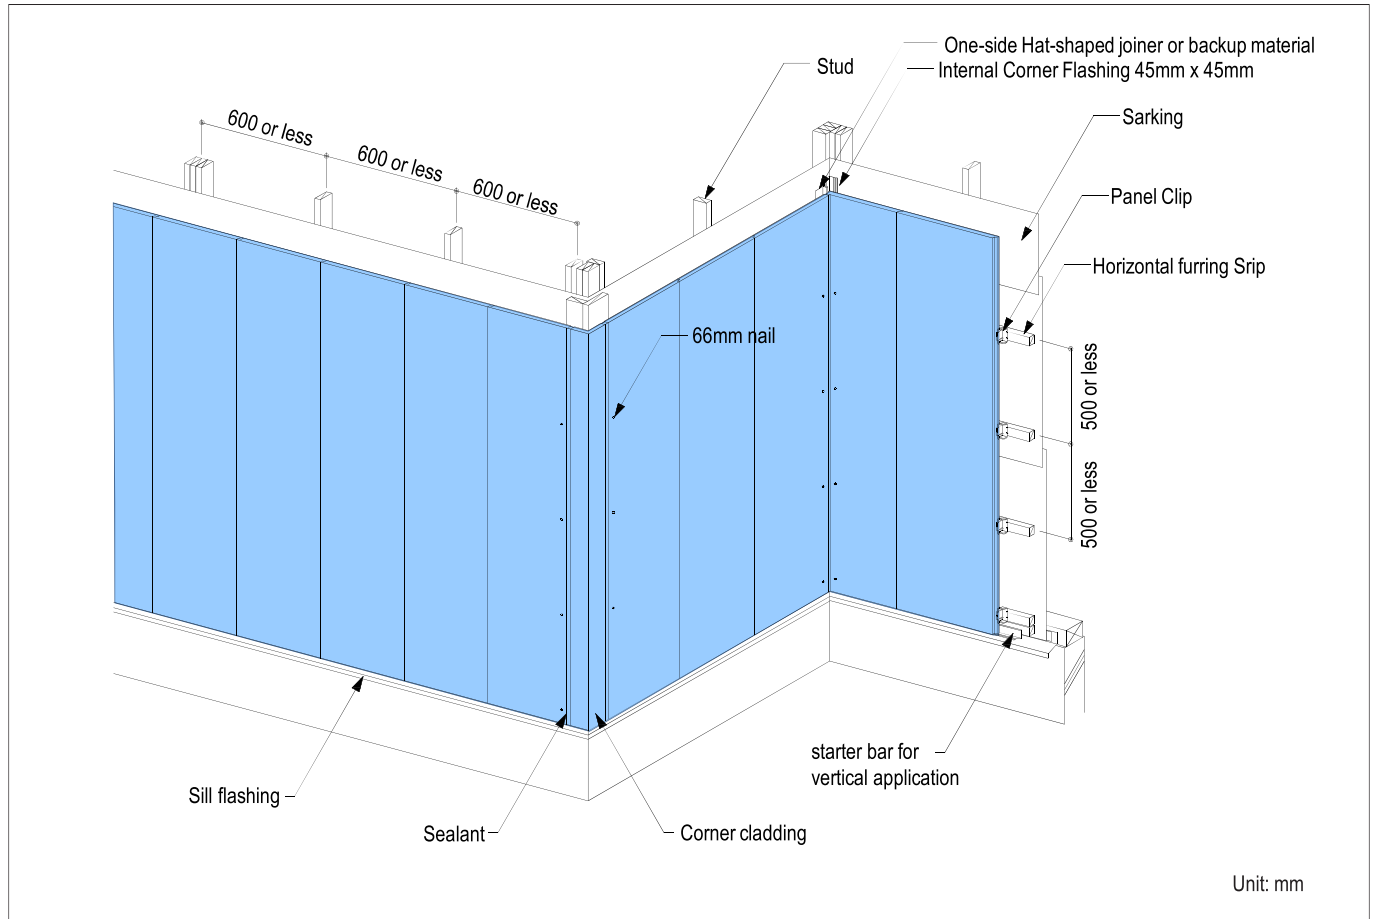 One-side Hat-shaped joiner or backup material
Stud
Internal Corner Flashing 45mm x 45mm
Sarking
600 or less
600 or less
600 or less
Panel Clip
Horizontal furring Srip
66mm nail
500 or less
500 or less
starter bar for
vertical application
Sill flashing
Sealant
Corner cladding
Unit: mm